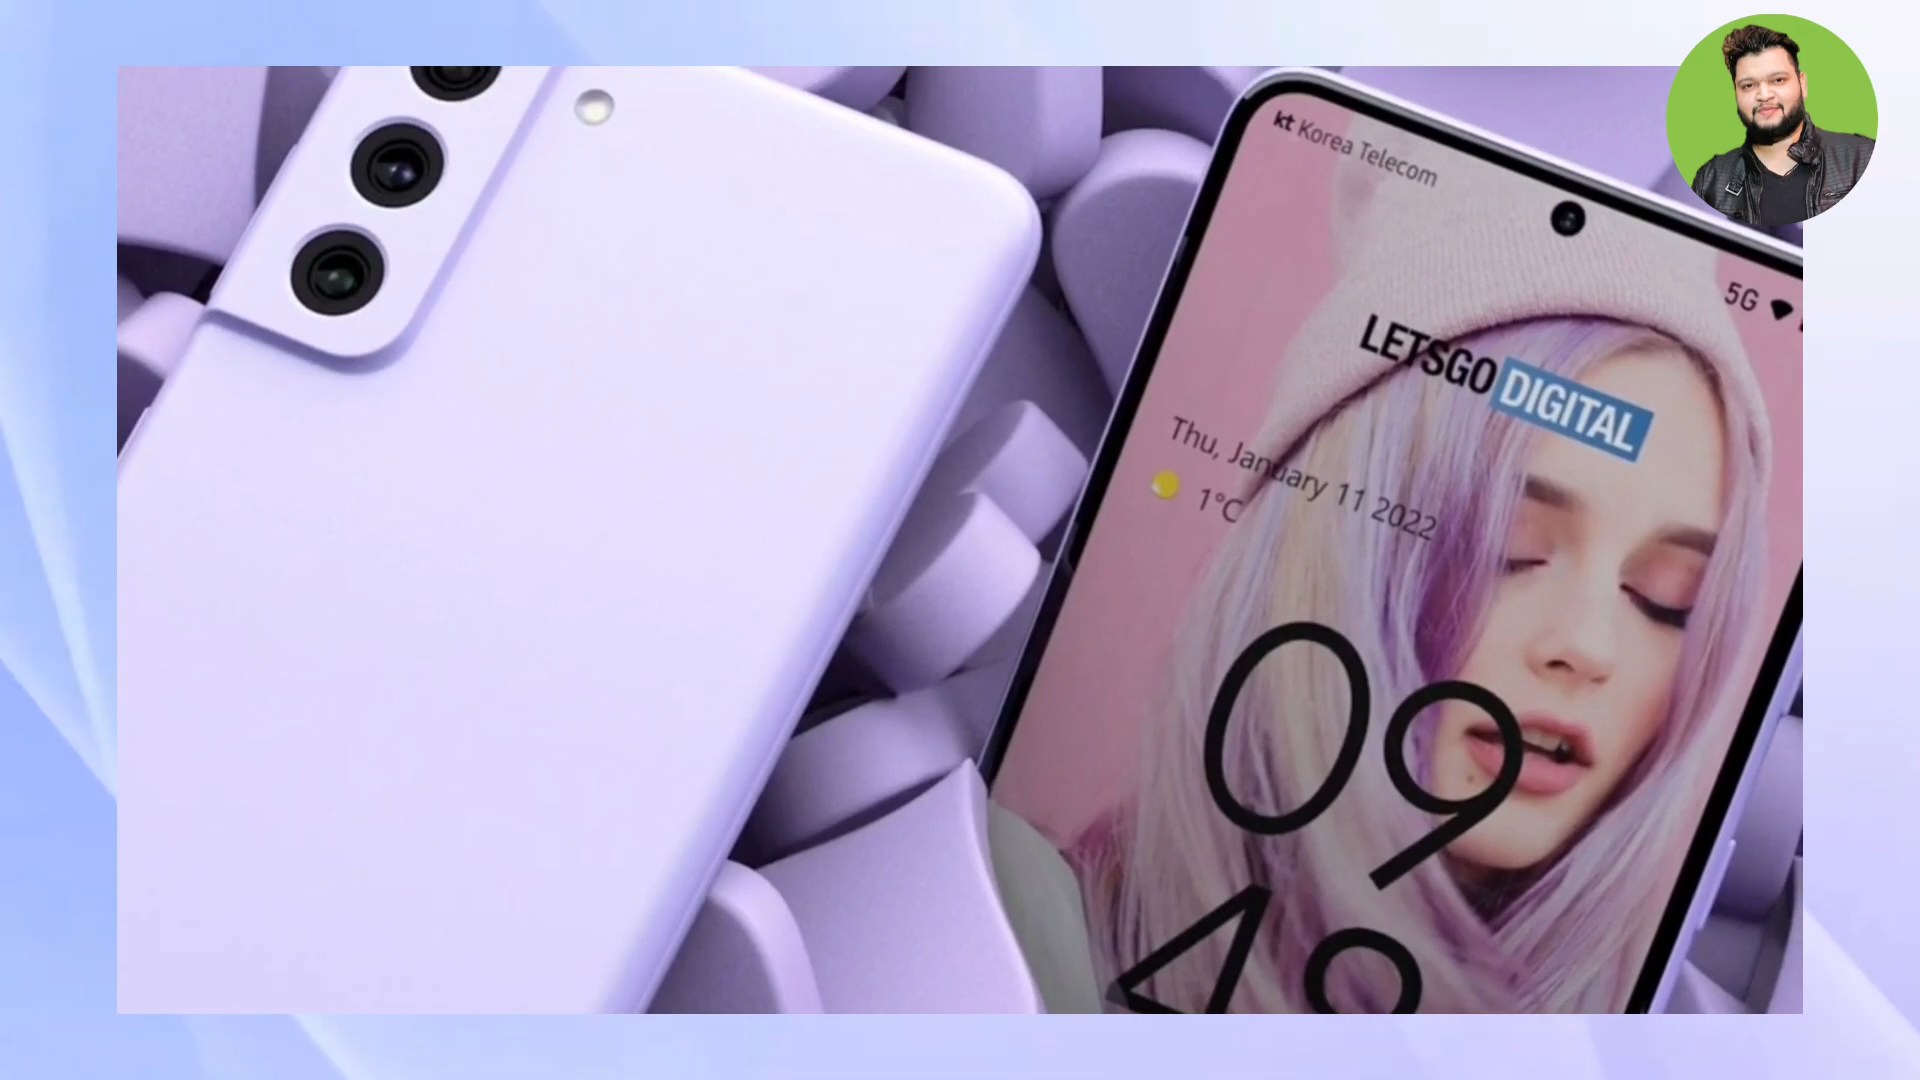 kt Korea Telecom
5G
LETSGO DIGITAL
Thu, January 11 2022
1°C
09